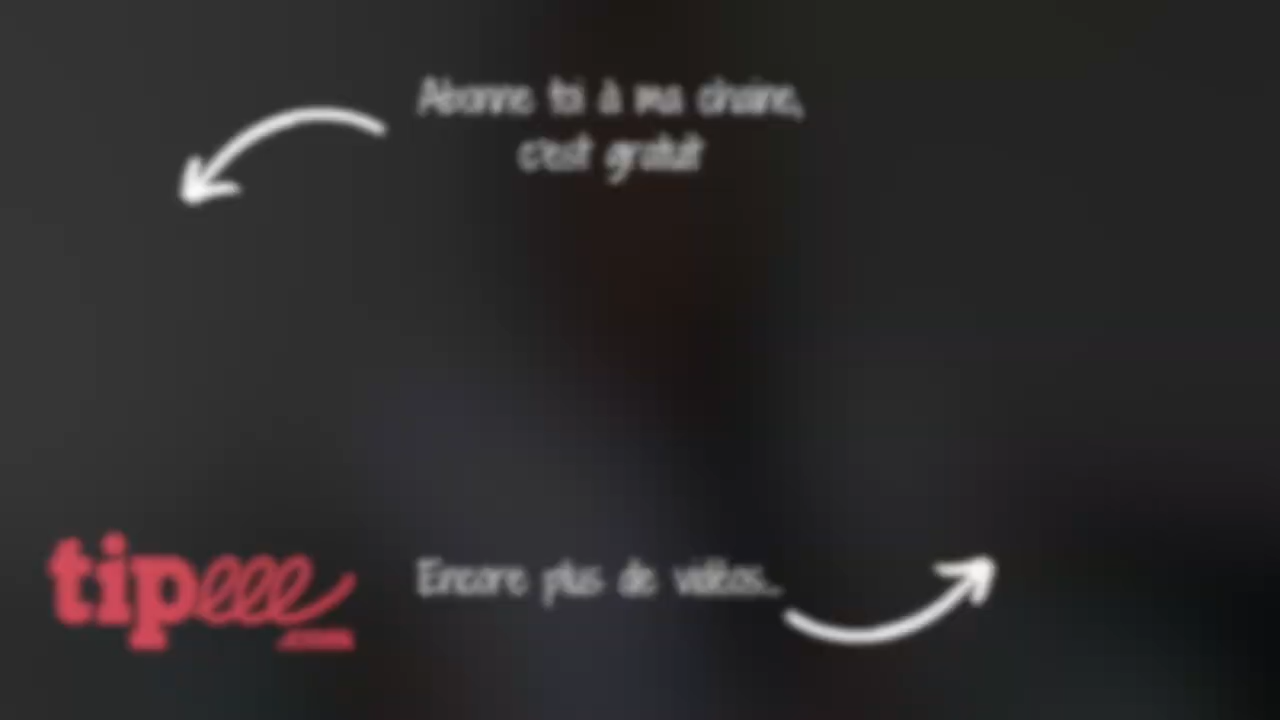 Abonne toi à ma chaine,
c'est gratuit
tipeee
.com
Encore plus de vidéos...